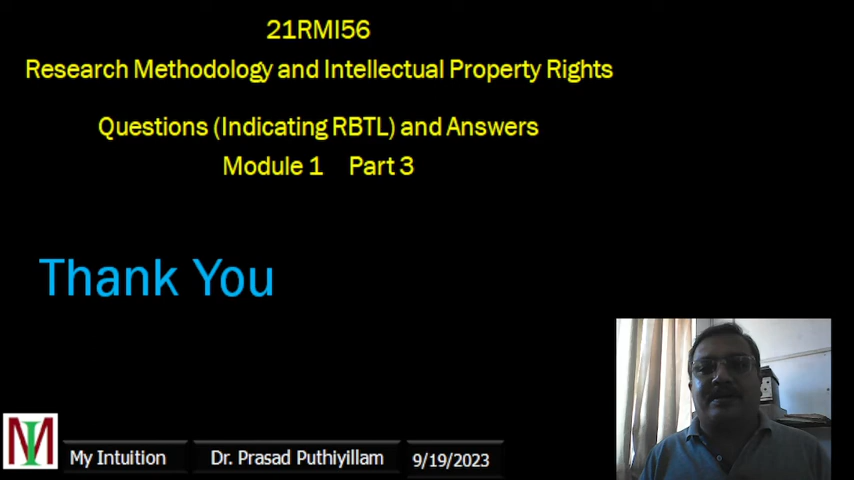 21RMI56
Research Methodology and Intellectual Property Rights
Questions (Indicating RBTL) and Answers
Module 1 Part 3
Thank You
MI
My Intuition
Dr. Prasad Puthiyillam
9/19/2023